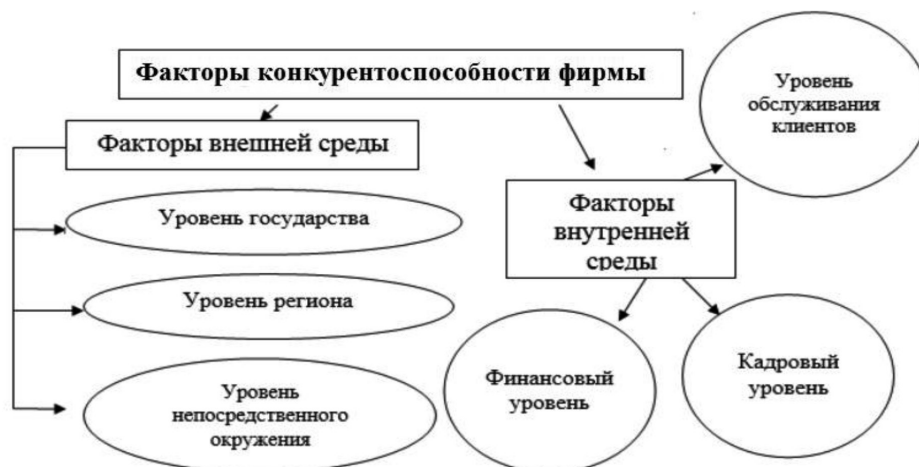 Факторы конкурентоспособности фирмы
Факторы внешней среды
Уровень государства
Уровень региона
Уровень
непосредственного
окружения
Факторы
внутренней
среды
Уровень
обслуживания
клиентов
Финансовый
уровень
Кадровый
уровень